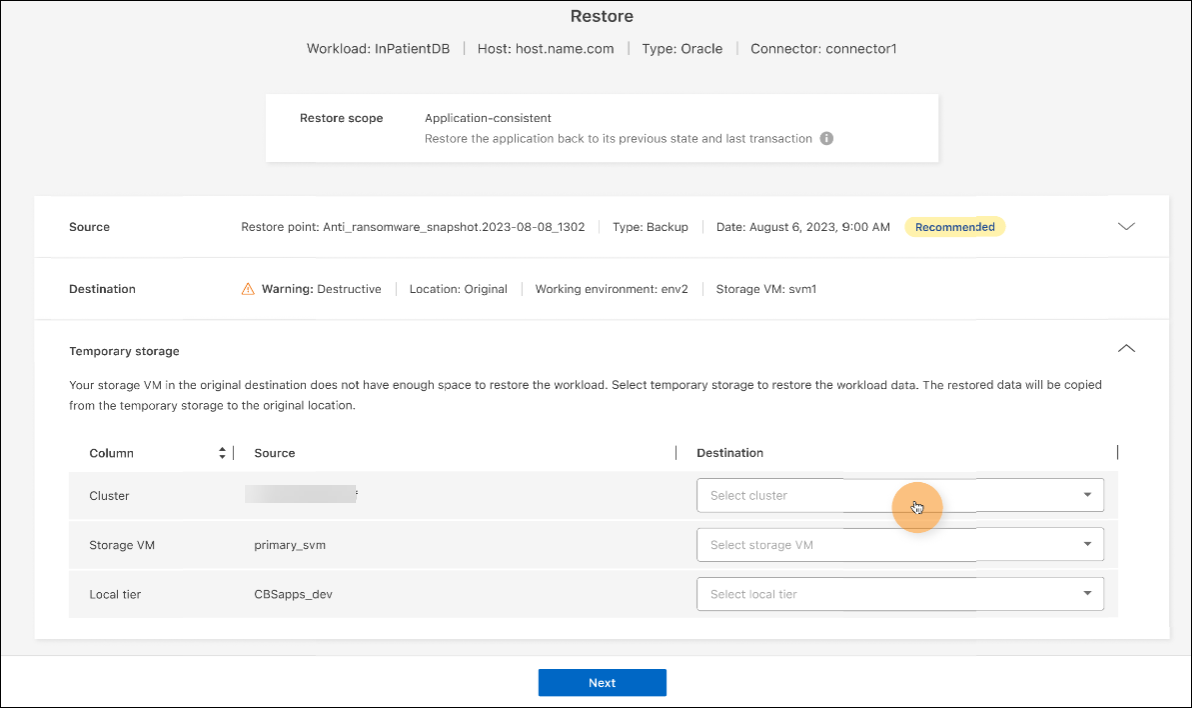 Restore
Workload: InPatientDB | Host: host.name.com | Type: Oracle | Connector: connector1
Restore scope Application-consistent
Restore the application back to its previous state and last transaction
Source Restore point: Anti_ransomware_snapshot.2023-08-08_1302 | Type: Backup | Date: August 6, 2023, 9:00 AM Recommended
Destination Warning: Destructive | Location: Original | Working environment: env2 | Storage VM: svm1
Temporary storage
Your storage VM in the original destination does not have enough space to restore the workload. Select temporary storage to restore the workload data. The restored data will be copied
from the temporary storage to the original location.
Column Source Destination
Cluster Select cluster
Storage VM primary_svm Select storage VM
Local tier CBSapps_dev Select local tier
Next